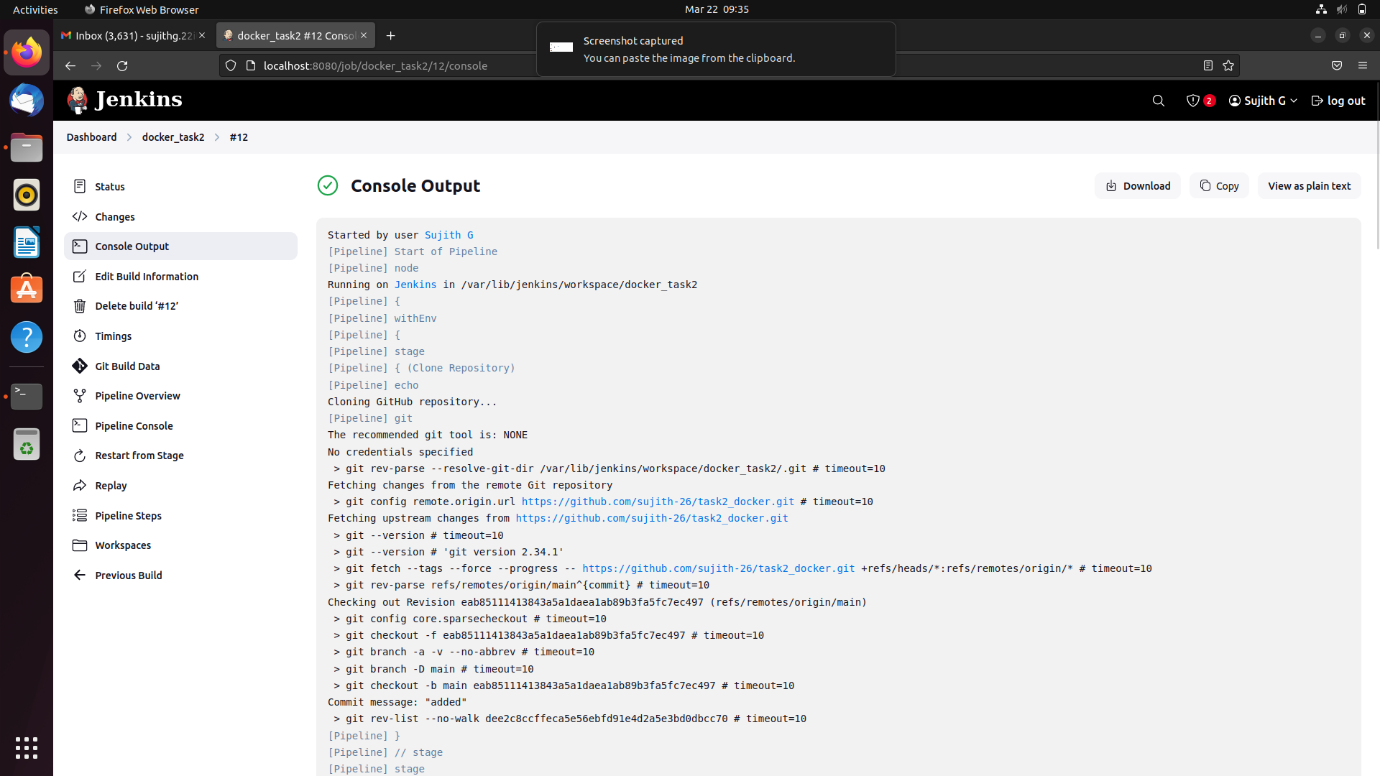 Activities Firefox Web Browser Mar 22 09:35
Inbox (3,631) - sujithg.22i × docker_task2 #12 Conso × +
Screenshot captured
You can paste the image from the clipboard.
localhost:8080/job/docker_task2/12/console
Jenkins 2 Sujith G log out
Dashboard > docker_task2 > #12
Status
Changes
Console Output
Edit Build Information
Delete build ‘#12’
Timings
Git Build Data
Pipeline Overview
Pipeline Console
Restart from Stage
Replay
Pipeline Steps
Workspaces
Previous Build
Console Output Download Copy View as plain text
Started by user Sujith G
[Pipeline] Start of Pipeline
[Pipeline] node
Running on Jenkins in /var/lib/jenkins/workspace/docker_task2
[Pipeline] {
[Pipeline] withEnv
[Pipeline] {
[Pipeline] stage
[Pipeline] { (Clone Repository)
[Pipeline] echo
Cloning GitHub repository...
[Pipeline] git
The recommended git tool is: NONE
No credentials specified
> git rev-parse --resolve-git-dir /var/lib/jenkins/workspace/docker_task2/.git # timeout=10
Fetching changes from the remote Git repository
> git config remote.origin.url https://github.com/sujith-26/task2_docker.git # timeout=10
Fetching upstream changes from https://github.com/sujith-26/task2_docker.git
> git --version # timeout=10
> git --version # 'git version 2.34.1'
> git fetch --tags --force --progress -- https://github.com/sujith-26/task2_docker.git +refs/heads/*:refs/remotes/origin/* # timeout=10
> git rev-parse refs/remotes/origin/main^{commit} # timeout=10
Checking out Revision eab85111413843a5a1daea1ab89b3fa5fc7ec497 (refs/remotes/origin/main)
> git config core.sparsecheckout # timeout=10
> git checkout -f eab85111413843a5a1daea1ab89b3fa5fc7ec497 # timeout=10
> git branch -a -v --no-abbrev # timeout=10
> git branch -D main # timeout=10
> git checkout -b main eab85111413843a5a1daea1ab89b3fa5fc7ec497 # timeout=10
Commit message: "added"
> git rev-list --no-walk dee2c8ccffeca5e56ebfd91e4d2a5e3bd0dbcc70 # timeout=10
[Pipeline] }
[Pipeline] // stage
[Pipeline] stage